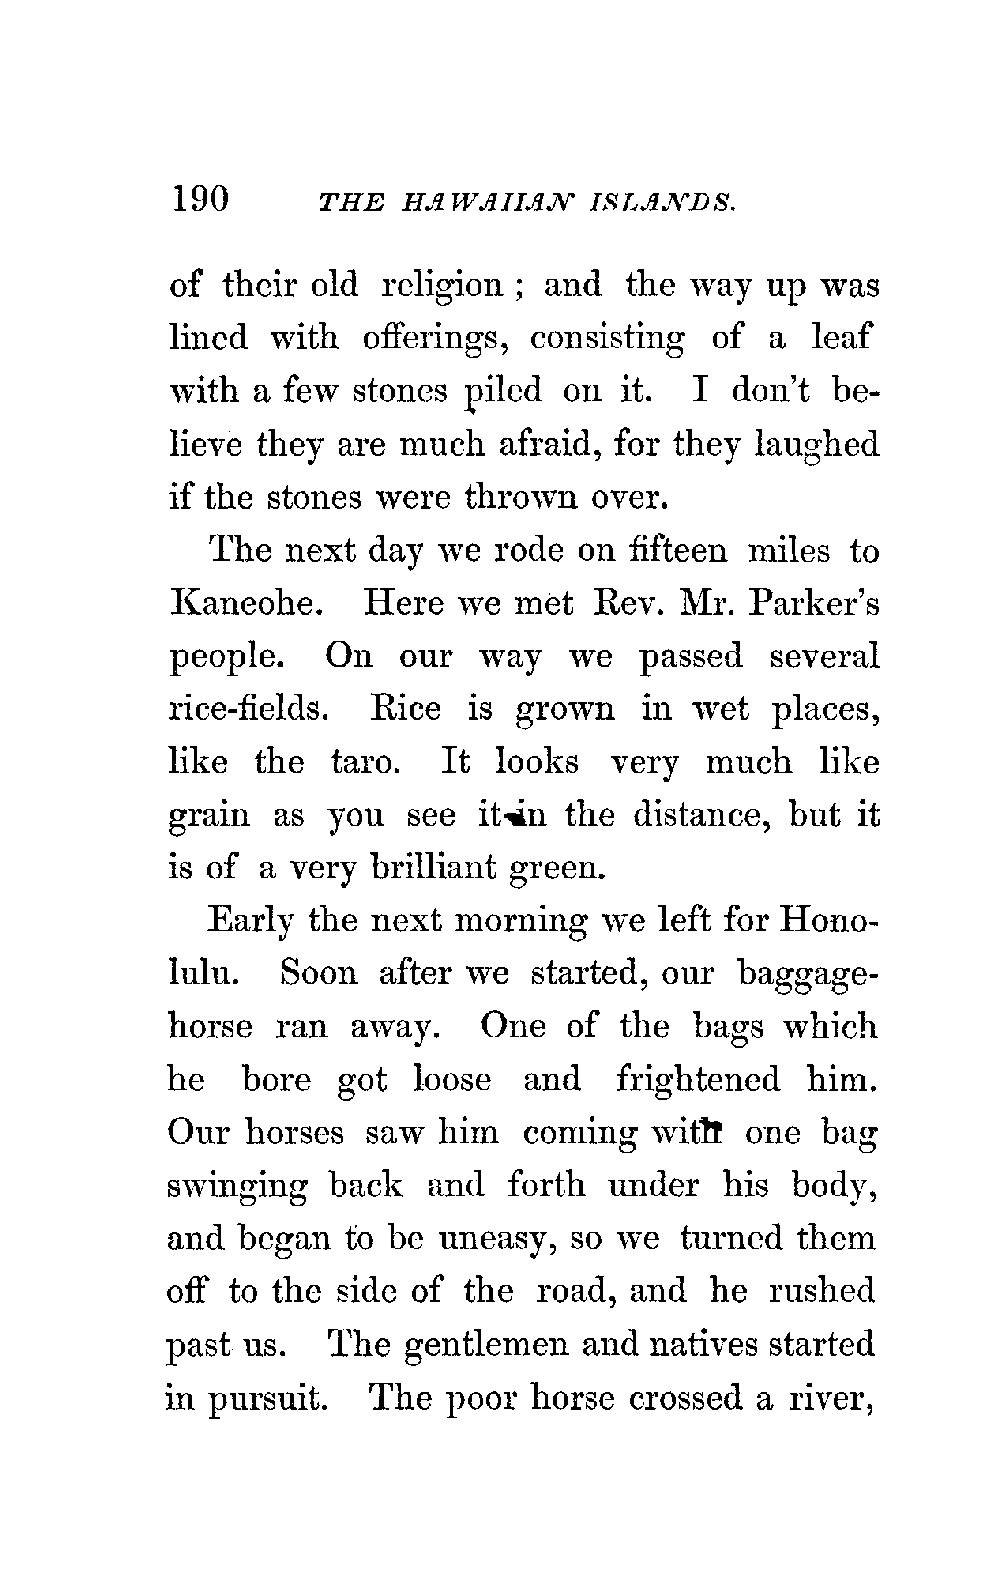 190 THE HAWAIIAN ISLANDS.
of their old religion ; and the way up was
lined with offerings, consisting of a leaf
with a few stones piled on it. I don't be-
lieve they are much afraid, for they laughed
if the stones were thrown over.
The next day we rode on fifteen miles to
Kaneohe. Here we met Rev. Mr. Parker's
people. On our way we passed several
rice-fields. Rice is grown in wet places,
like the taro. It looks very much like
grain as you see it in the distance, but it
is of a very brilliant green.
Early the next morning we left for Hono-
lulu. Soon after we started, our baggage-
horse ran away. One of the bags which
he bore got loose and frightened him.
Our horses saw him coming with one bag
swinging back and forth under his body,
and began to be uneasy, so we turned them
off to the side of the road, and he rushed
past us. The gentlemen and natives started
in pursuit. The poor horse crossed a river,